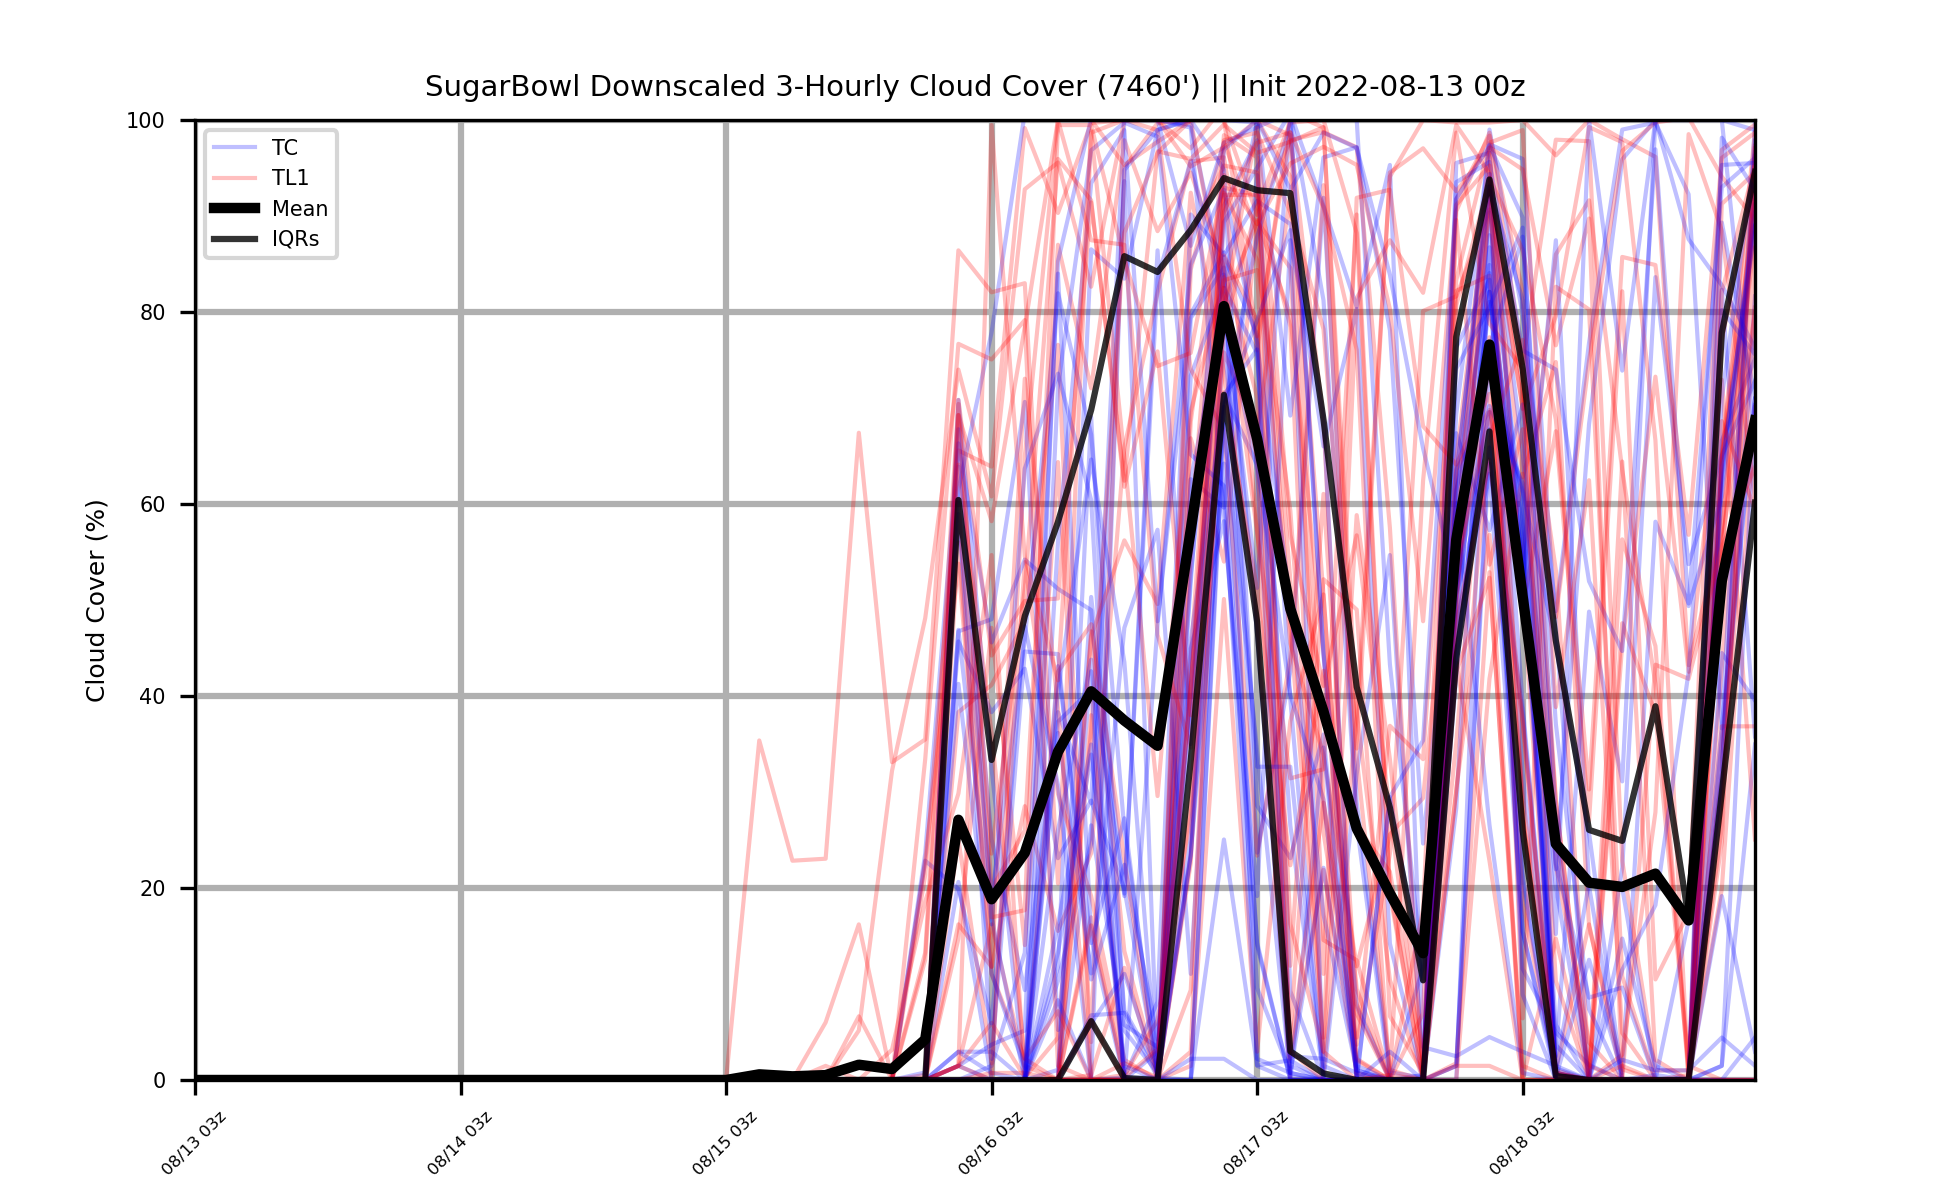 SugarBowl Downscaled 3-Hourly Cloud Cover (7460') || Init 2022-08-13 00z
100
80
60
40
20
0
Cloud Cover (%)
TC
TL1
Mean
IQRs
08/13 03z
08/14 03z
08/15 03z
08/16 03z
08/17 03z
08/18 03z